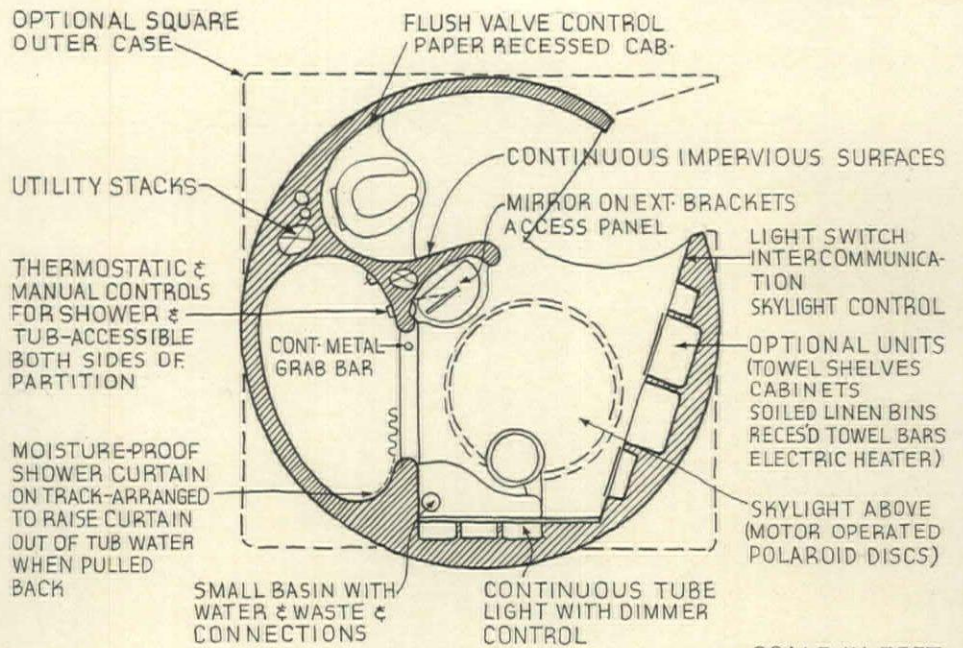 OPTIONAL SQUARE
OUTER CASE
FLUSH VALVE CONTROL
PAPER RECESSED CAB.
CONTINUOUS IMPERVIOUS SURFACES
UTILITY STACKS
MIRROR ON EXT. BRACKETS
ACCESS PANEL
LIGHT SWITCH
INTERCOMMUNICA-
TION
SKYLIGHT CONTROL
THERMOSTATIC &
MANUAL CONTROLS
FOR SHOWER &
TUB-ACCESSIBLE
BOTH SIDES OF
PARTITION
CONT. METAL
GRAB BAR
OPTIONAL UNITS
(TOWEL SHELVES
CABINETS
SOILED LINEN BINS
RECES'D TOWEL BARS
ELECTRIC HEATER)
MOISTURE-PROOF
SHOWER CURTAIN
ON TRACK-ARRANGED
TO RAISE CURTAIN
OUT OF TUB WATER
WHEN PULLED
BACK
SKYLIGHT ABOVE
(MOTOR OPERATED
POLAROID DISCS)
SMALL BASIN WITH
WATER & WASTE &
CONNECTIONS
CONTINUOUS TUBE
LIGHT WITH DIMMER
CONTROL
SCALE IN FEET